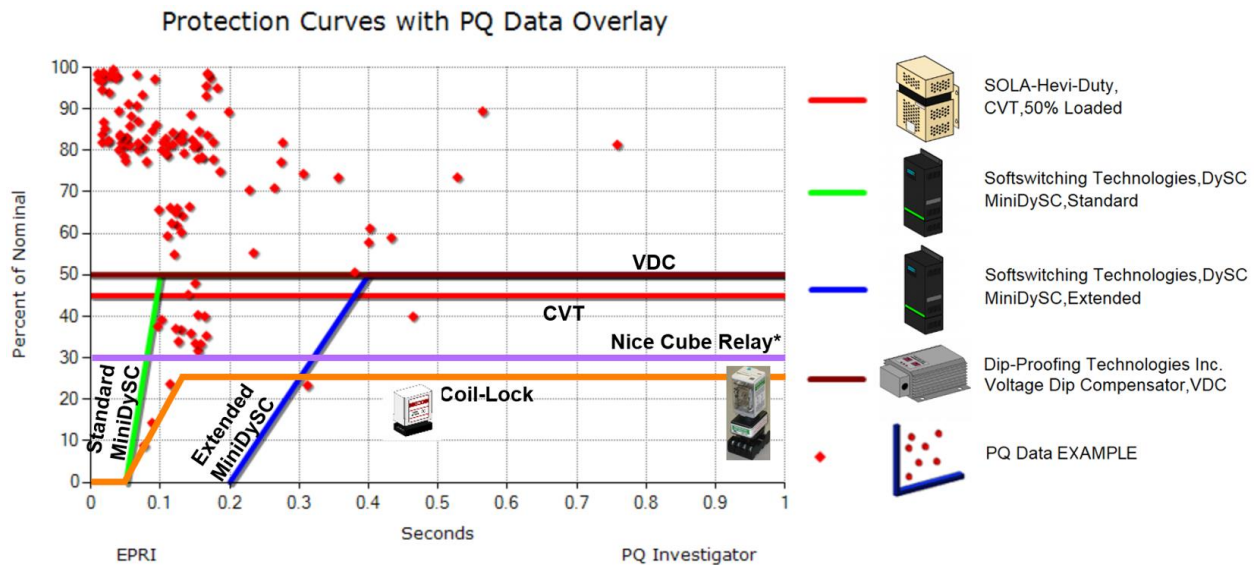 Protection Curves with PQ Data Overlay
Percent of Nominal
100
90
80
70
60
50
40
30
20
10
0
VDC
CVT
Nice Cube Relay*
Coil-Lock
Standard
MiniDySC
Extended
MiniDySC
0
0.1
0.2
0.3
0.4
0.5
0.6
0.7
0.8
0.9
1
Seconds
EPRI
PQ Investigator
SOLA-Hevi-Duty,
CVT,50% Loaded
Softswitching Technologies,DySC
MiniDySC,Standard
Softswitching Technologies,DySC
MiniDySC,Extended
Dip-Proofing Technologies Inc.
Voltage Dip Compensator,VDC
PQ Data EXAMPLE